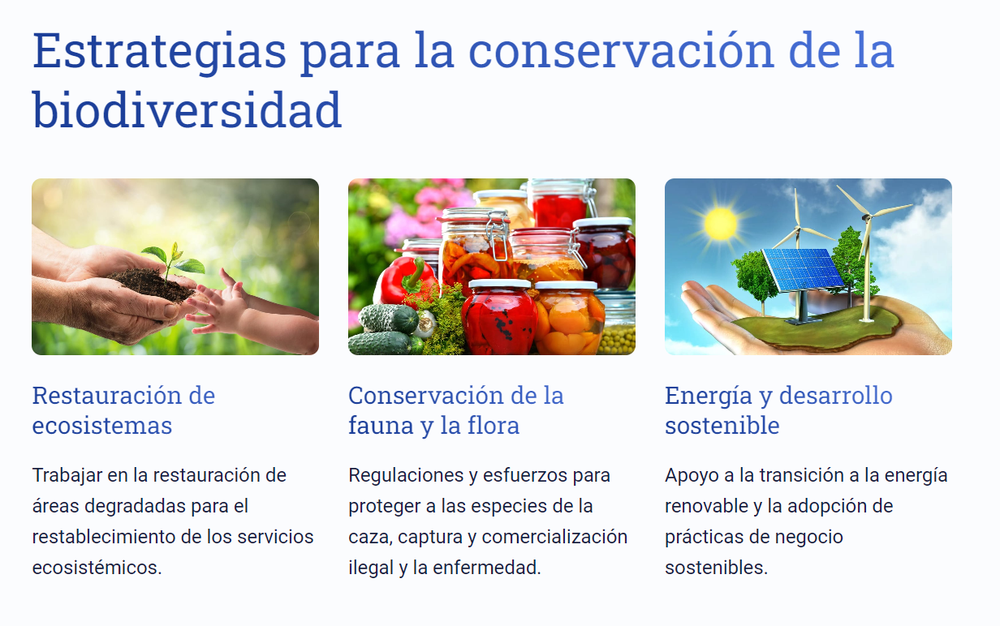 Estrategias para la conservación de la
biodiversidad
Restauración de
ecosistemas
Trabajar en la restauración de
áreas degradadas para el
restablecimiento de los servicios
ecosistémicos.
Conservación de la
fauna y la flora
Regulaciones y esfuerzos para
proteger a las especies de la
caza, captura y comercialización
ilegal y la enfermedad.
Energía y desarrollo
sostenible
Apoyo a la transición a la energía
renovable y la adopción de
prácticas de negocio
sostenibles.